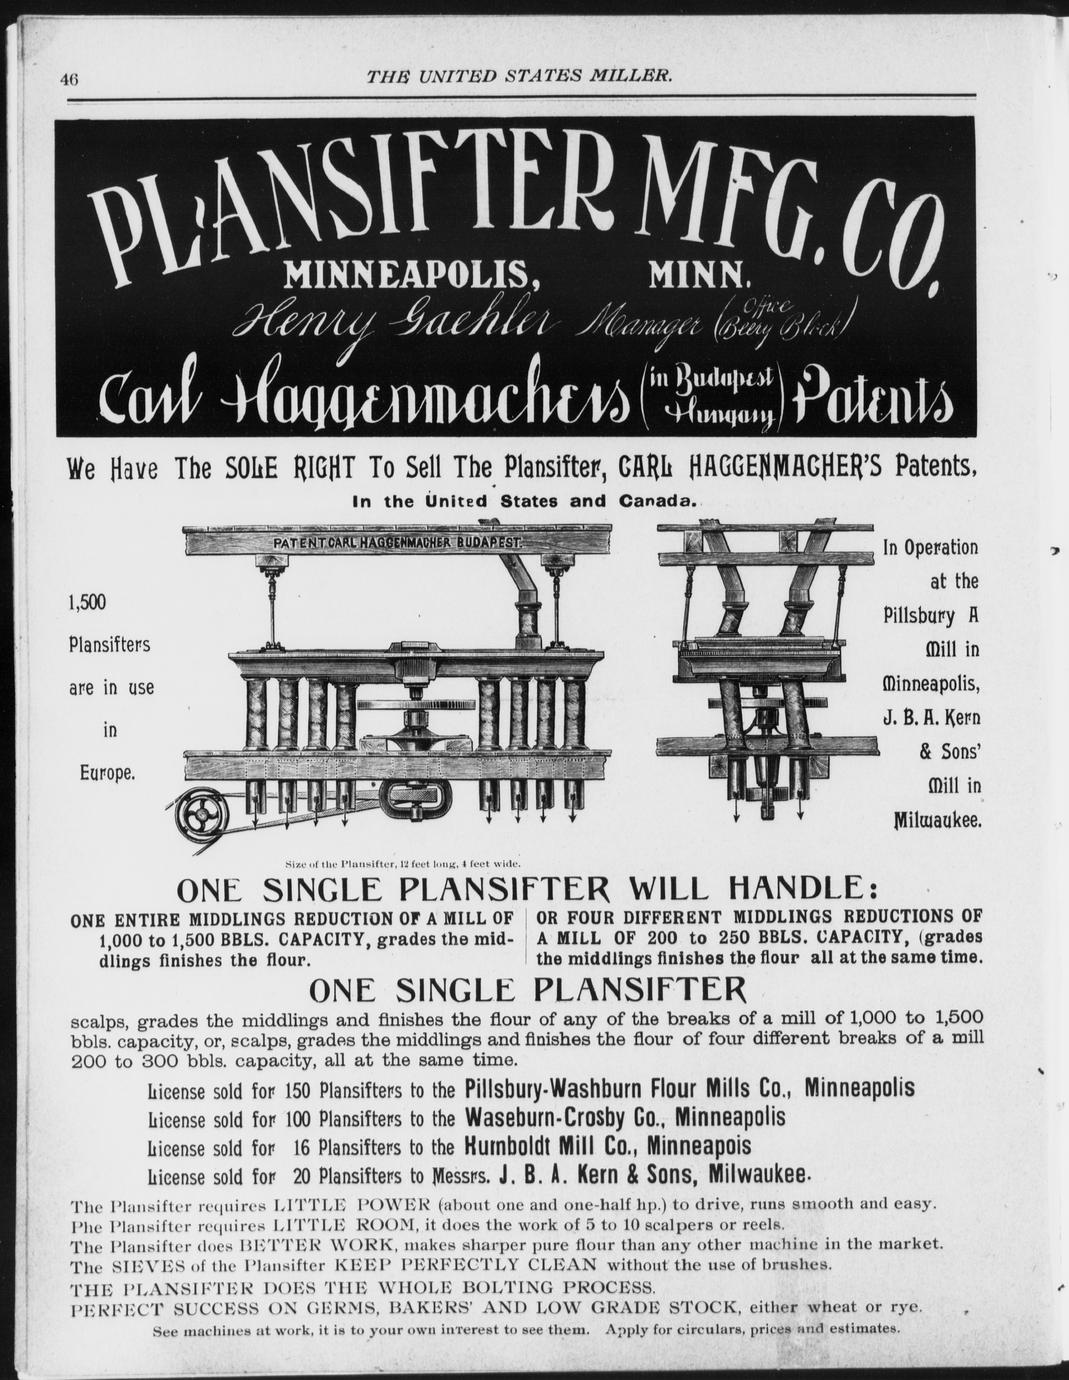 46
THE UNITED STATES MILLER.
PLANSIFTER MFG. CO.
MINNEAPOLIS, MINN.
Henry Gaehler Manager (Office Beery Block)
Carl Haggenmachers (in Budapest Hungary) Patents
We Have The SOLE RIGHT To Sell The Plansifter, CARL HAGGENMACHER'S Patents,
In the United States and Canada.
PATENT CARL HAGGENMACHER BUDAPEST.
1,500
Plansifters
are in use
in
Europe.
In Operation
at the
Pillsbury A
Mill in
Minneapolis,
J. B. A. Kern
& Sons'
Mill in
Milwaukee.
Size of the Plansifter, 12 feet long, 4 feet wide.
ONE SINGLE PLANSIFTER WILL HANDLE:
ONE ENTIRE MIDDLINGS REDUCTION OF A MILL OF
1,000 to 1,500 BBLS. CAPACITY, grades the mid-
dlings finishes the flour.
OR FOUR DIFFERENT MIDDLINGS REDUCTIONS OF
A MILL OF 200 to 250 BBLS. CAPACITY, (grades
the middlings finishes the flour all at the same time.
ONE SINGLE PLANSIFTER
scalps, grades the middlings and finishes the flour of any of the breaks of a mill of 1,000 to 1,500
bbls. capacity, or, scalps, grades the middlings and finishes the flour of four different breaks of a mill
200 to 300 bbls. capacity, all at the same time.
License sold for 150 Plansifters to the Pillsbury-Washburn Flour Mills Co., Minneapolis
License sold for 100 Plansifters to the Waseburn-Crosby Co., Minneapolis
License sold for 16 Plansifters to the Humboldt Mill Co., Minneapois
License sold for 20 Plansifters to Messrs. J. B. A. Kern & Sons, Milwaukee.
The Plansifter requires LITTLE POWER (about one and one-half hp.) to drive, runs smooth and easy.
Phe Plansifter requires LITTLE ROOM, it does the work of 5 to 10 scalpers or reels.
The Plansifter does BETTER WORK, makes sharper pure flour than any other machine in the market.
The SIEVES of the Plansifter KEEP PERFECTLY CLEAN without the use of brushes.
THE PLANSIFTER DOES THE WHOLE BOLTING PROCESS.
PERFECT SUCCESS ON GERMS, BAKERS' AND LOW GRADE STOCK, either wheat or rye.
See machines at work, it is to your own interest to see them. Apply for circulars, prices and estimates.